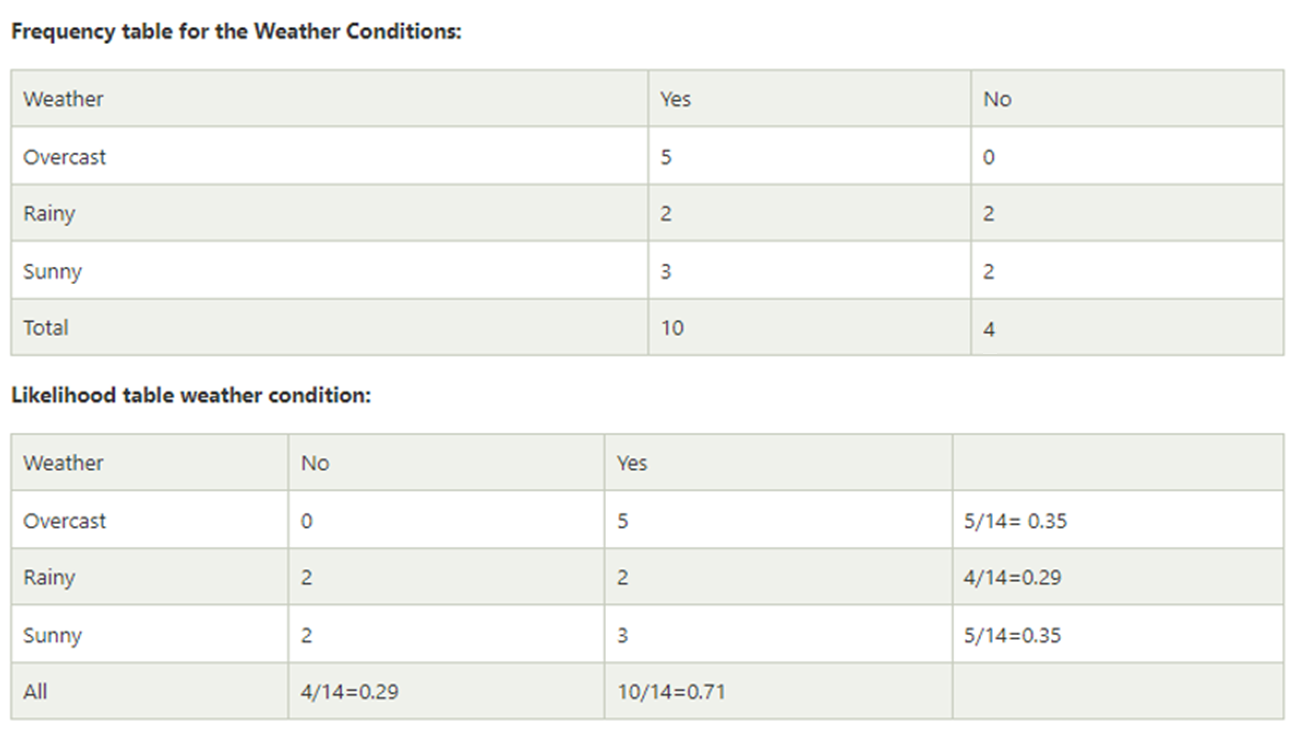 Frequency table for the Weather Conditions:
Weather Yes No
Overcast 5 0
Rainy 2 2
Sunny 3 2
Total 10 4
Likelihood table weather condition:
Weather No Yes
Overcast 0 5 5/14= 0.35
Rainy 2 2 4/14=0.29
Sunny 2 3 5/14=0.35
All 4/14=0.29 10/14=0.71